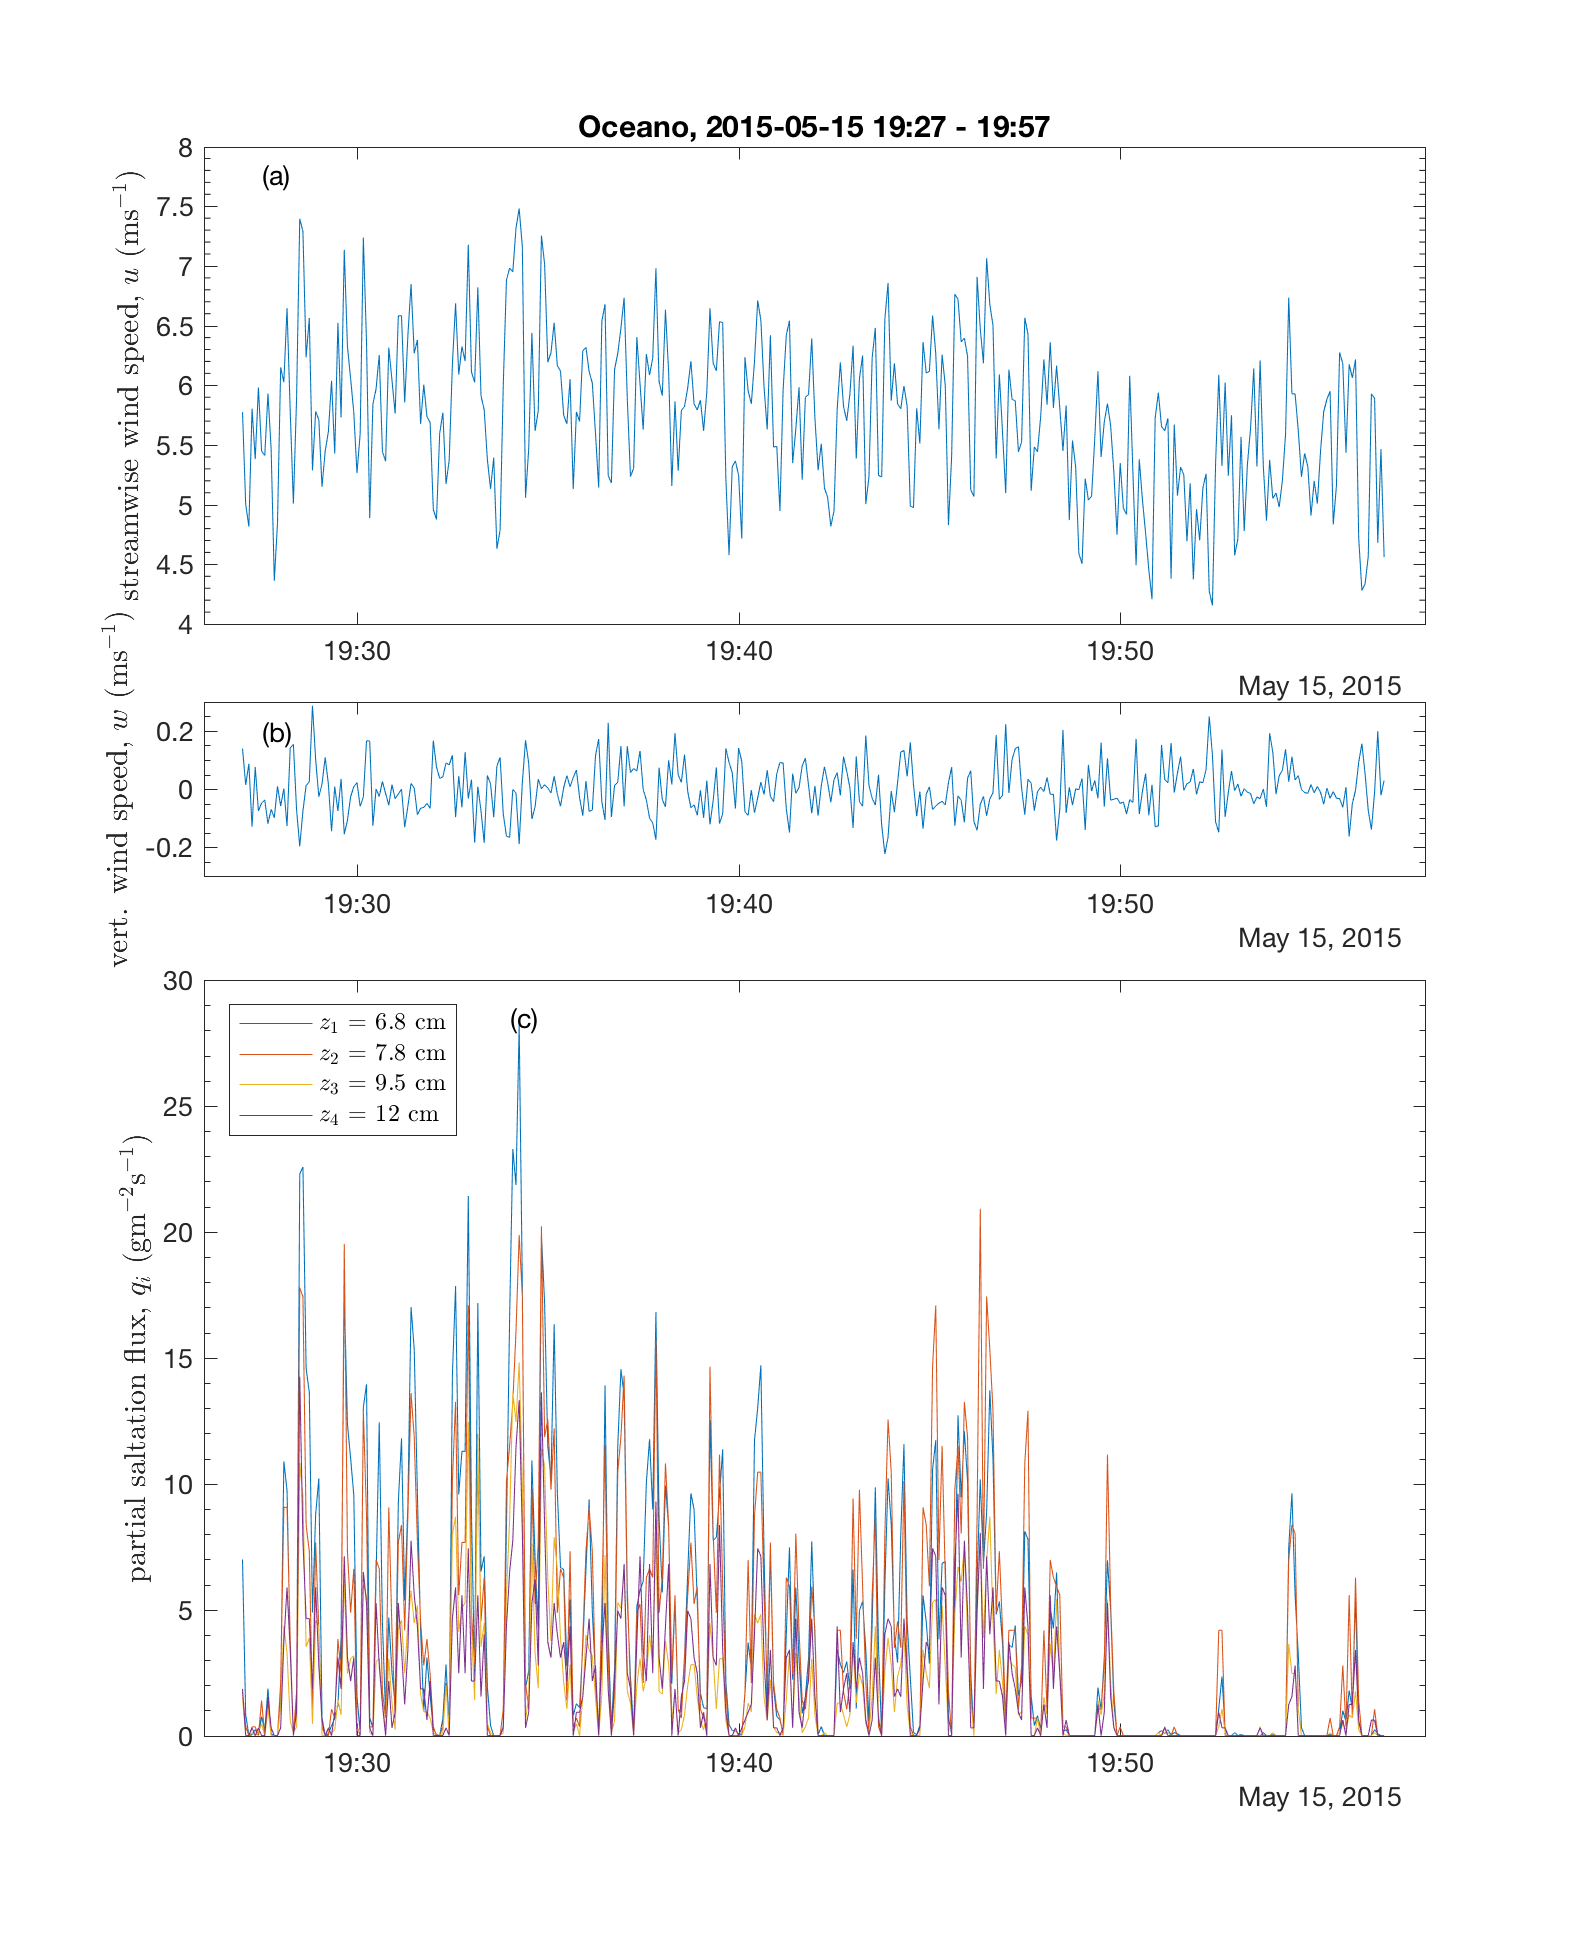 Oceano, 2015-05-15 19:27 - 19:57
(a)
streamwise wind speed, u (ms⁻¹)
8
7.5
7
6.5
6
5.5
5
4.5
4
19:30 19:40 19:50
May 15, 2015
(b)
vert. wind speed, w (ms⁻¹)
0.2
0
-0.2
19:30 19:40 19:50
May 15, 2015
(c)
partial saltation flux, qᵢ (gm⁻²s⁻¹)
30
25
20
15
10
5
0
z₁ = 6.8 cm
z₂ = 7.8 cm
z₃ = 9.5 cm
z₄ = 12 cm
19:30 19:40 19:50
May 15, 2015